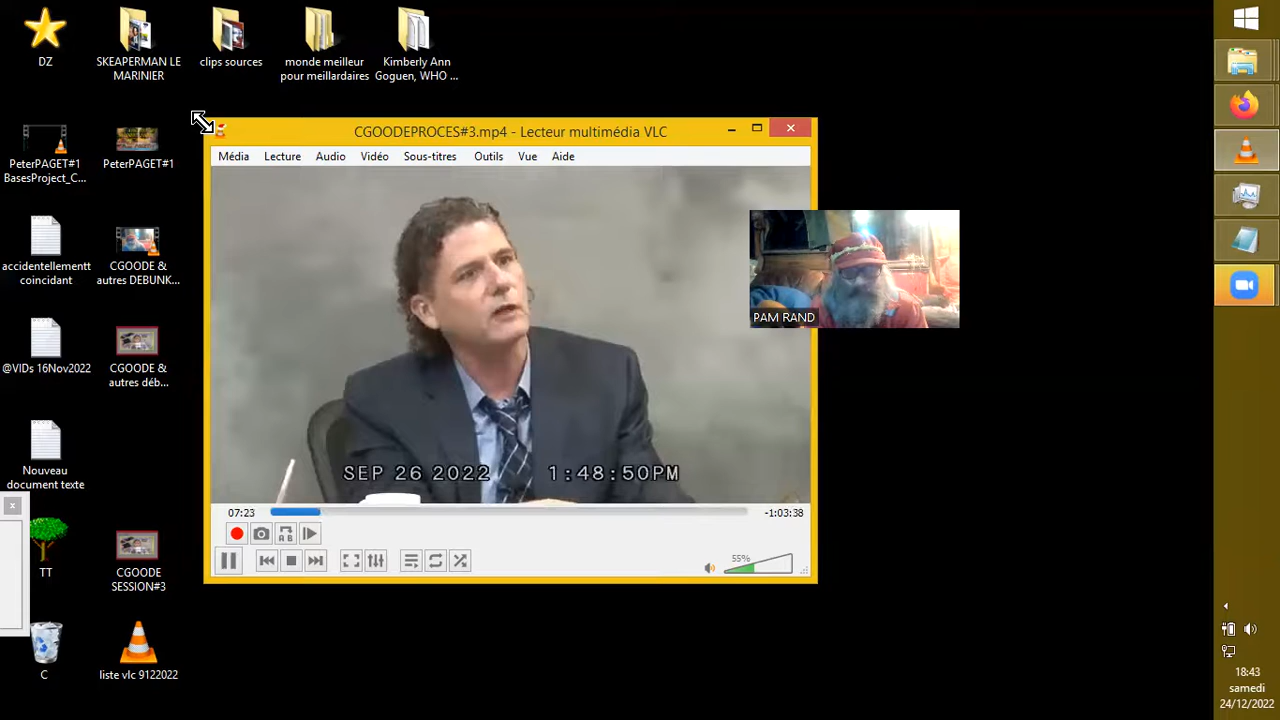 DZ
SKEAPERMAN LE
MARINIER
clips sources
monde meilleur
pour meillardaires
Kimberly Ann
Goguen, WHO ...
PeterPAGET#1
BasesProject_C...
PeterPAGET#1
accidentellementt
coincidant
CGOODE &
autres DEBUNK...
@VIDs 16Nov2022
CGOODE &
autres déb...
Nouveau
document texte
x
TT
CGOODE
SESSION#3
C
liste vlc 9122022
CGOODEPROCES#3.mp4 - Lecteur multimédia VLC
Média Lecture Audio Vidéo Sous-titres Outils Vue Aide
SEP 26 2022 1:48:50PM
07:23
-1:03:38
A B
55%
PAM RAND
18:43
samedi
24/12/2022